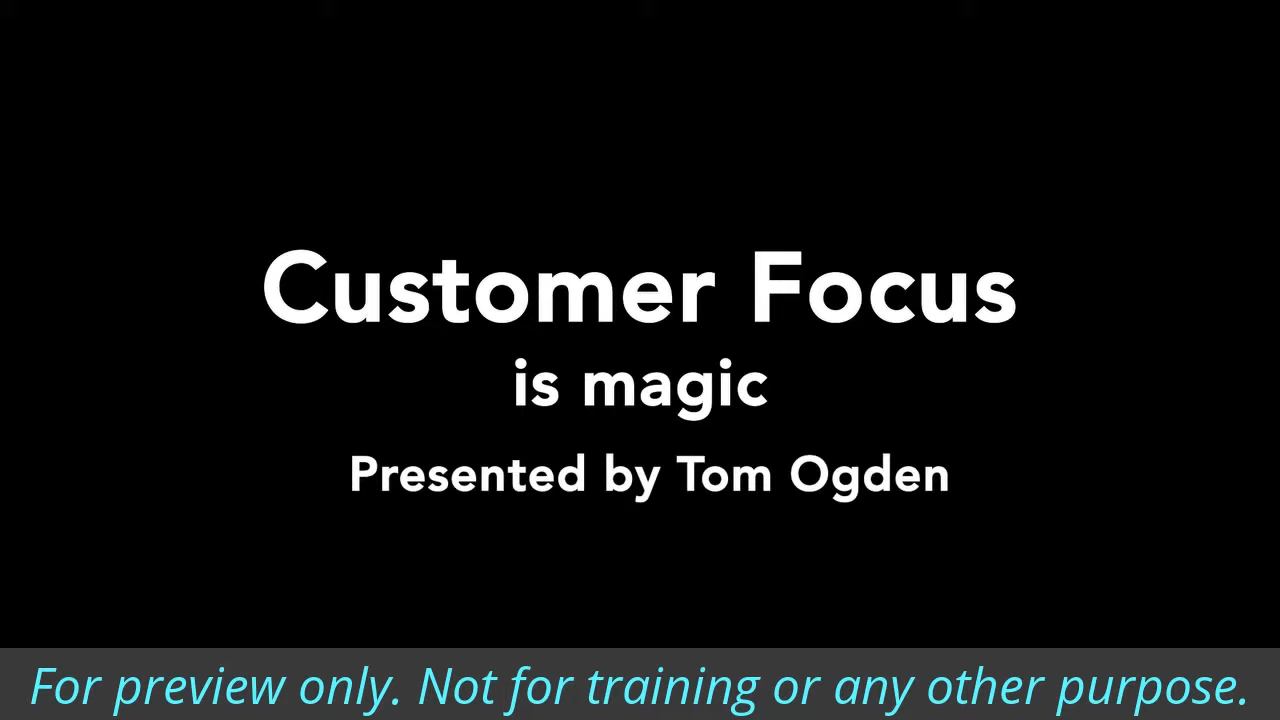 Customer Focus
is magic
Presented by Tom Ogden
For preview only. Not for training or any other purpose.